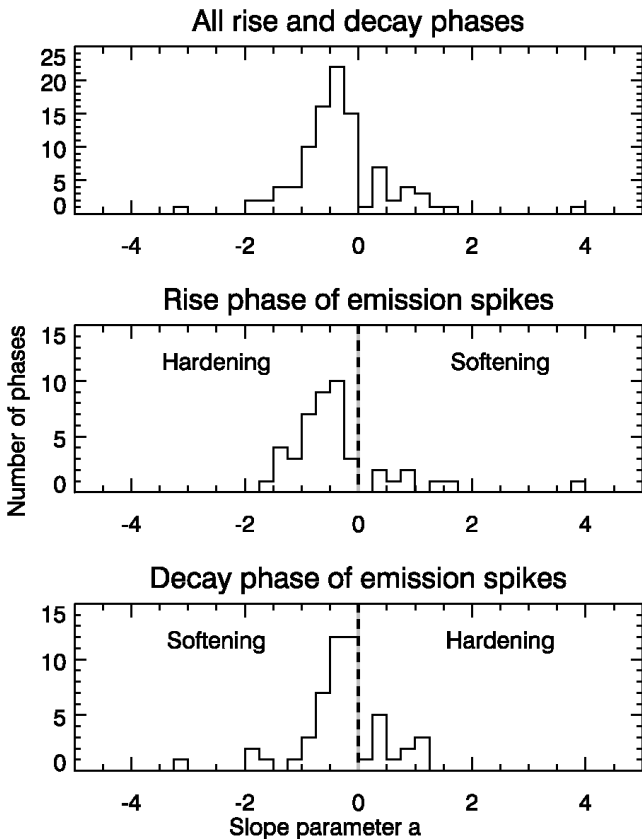 All rise and decay phases
25
20
15
10
5
0
-4 -2 0 2 4
Rise phase of emission spikes
15
10
5
0
Hardening Softening
-4 -2 0 2 4
Number of phases
Decay phase of emission spikes
15
10
5
0
Softening Hardening
-4 -2 0 2 4
Slope parameter a